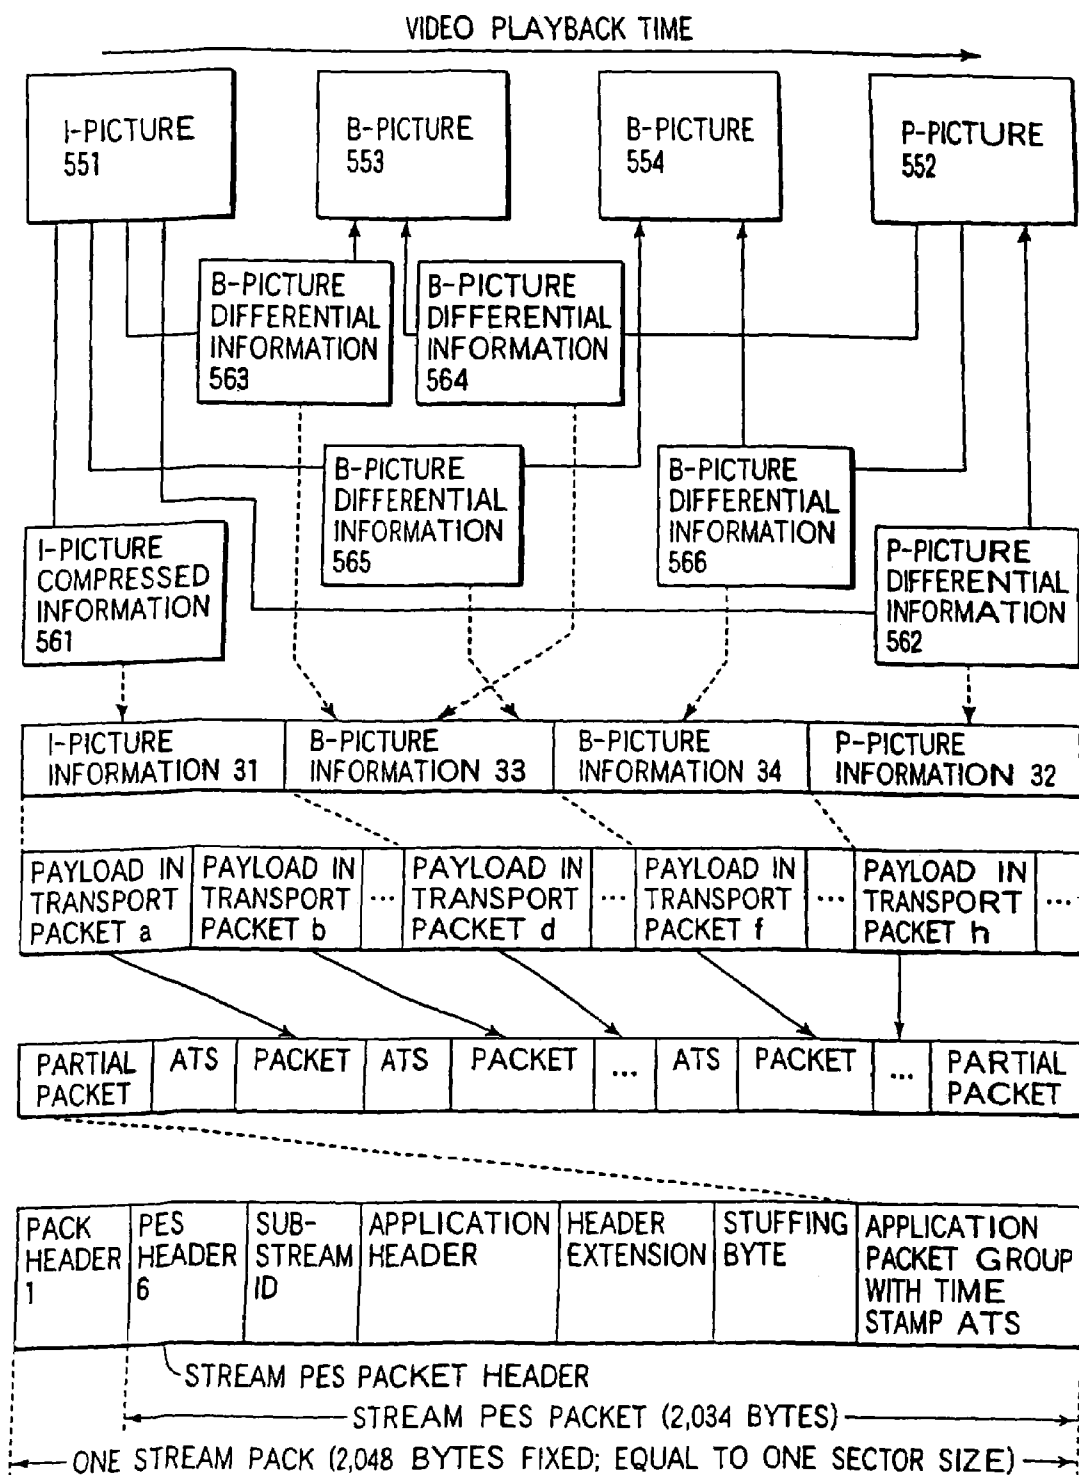 VIDEO PLAYBACK TIME
I-PICTURE
551
B-PICTURE
553
B-PICTURE
554
P-PICTURE
552
B-PICTURE
DIFFERENTIAL
INFORMATION
563
B-PICTURE
DIFFERENTIAL
INFORMATION
564
B-PICTURE
DIFFERENTIAL
INFORMATION
565
B-PICTURE
DIFFERENTIAL
INFORMATION
566
I-PICTURE
COMPRESSED
INFORMATION
561
P-PICTURE
DIFFERENTIAL
INFORMATION
562
I-PICTURE
INFORMATION 31
B-PICTURE
INFORMATION 33
B-PICTURE
INFORMATION 34
P-PICTURE
INFORMATION 32
PAYLOAD IN
TRANSPORT
PACKET a
PAYLOAD IN
TRANSPORT
PACKET b
...
PAYLOAD IN
TRANSPORT
PACKET d
...
PAYLOAD IN
TRANSPORT
PACKET f
...
PAYLOAD IN
TRANSPORT
PACKET h
...
PARTIAL
PACKET
ATS
PACKET
ATS
PACKET
...
ATS
PACKET
...
PARTIAL
PACKET
PACK
HEADER
1
PES
HEADER
6
SUB-
STREAM
ID
APPLICATION
HEADER
HEADER
EXTENSION
STUFFING
BYTE
APPLICATION
PACKET GROUP
WITH TIME
STAMP ATS
STREAM PES PACKET HEADER
STREAM PES PACKET (2,034 BYTES)
ONE STREAM PACK (2,048 BYTES FIXED; EQUAL TO ONE SECTOR SIZE)